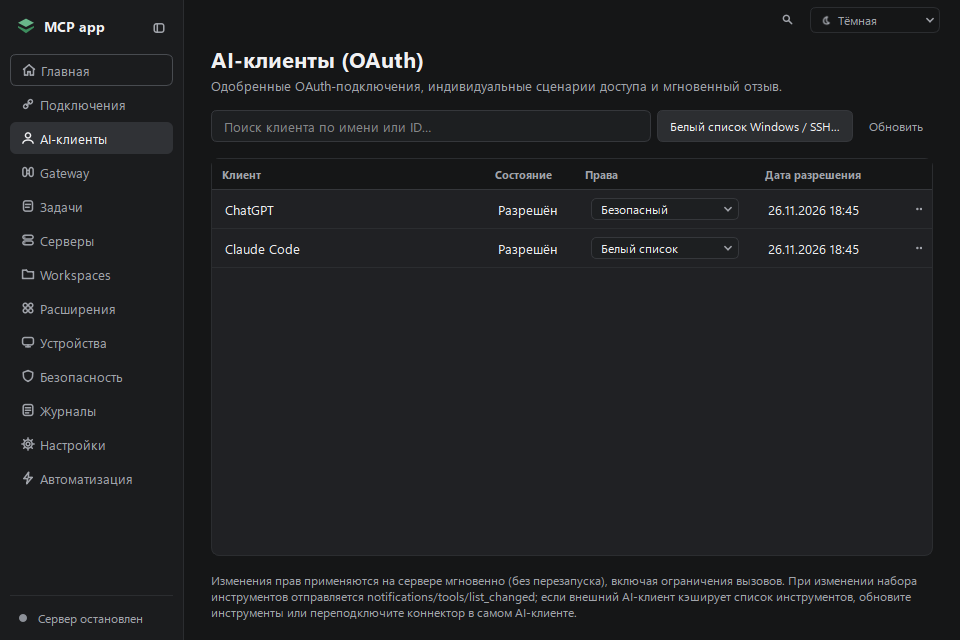 MCP app
Тёмная
Главная
Подключения
AI-клиенты
Gateway
Задачи
Серверы
Workspaces
Расширения
Устройства
Безопасность
Журналы
Настройки
Автоматизация
Сервер остановлен
AI-клиенты (OAuth)
Одобренные OAuth-подключения, индивидуальные сценарии доступа и мгновенный отзыв.
Поиск клиента по имени или ID...
Белый список Windows / SSH...
Обновить
Клиент Состояние Права Дата разрешения
ChatGPT Разрешён Безопасный 26.11.2026 18:45
Claude Code Разрешён Белый список 26.11.2026 18:45
Изменения прав применяются на сервере мгновенно (без перезапуска), включая ограничения вызовов. При изменении набора
инструментов отправляется notifications/tools/list_changed; если внешний AI-клиент кэширует список инструментов, обновите
инструменты или переподключите коннектор в самом AI-клиенте.